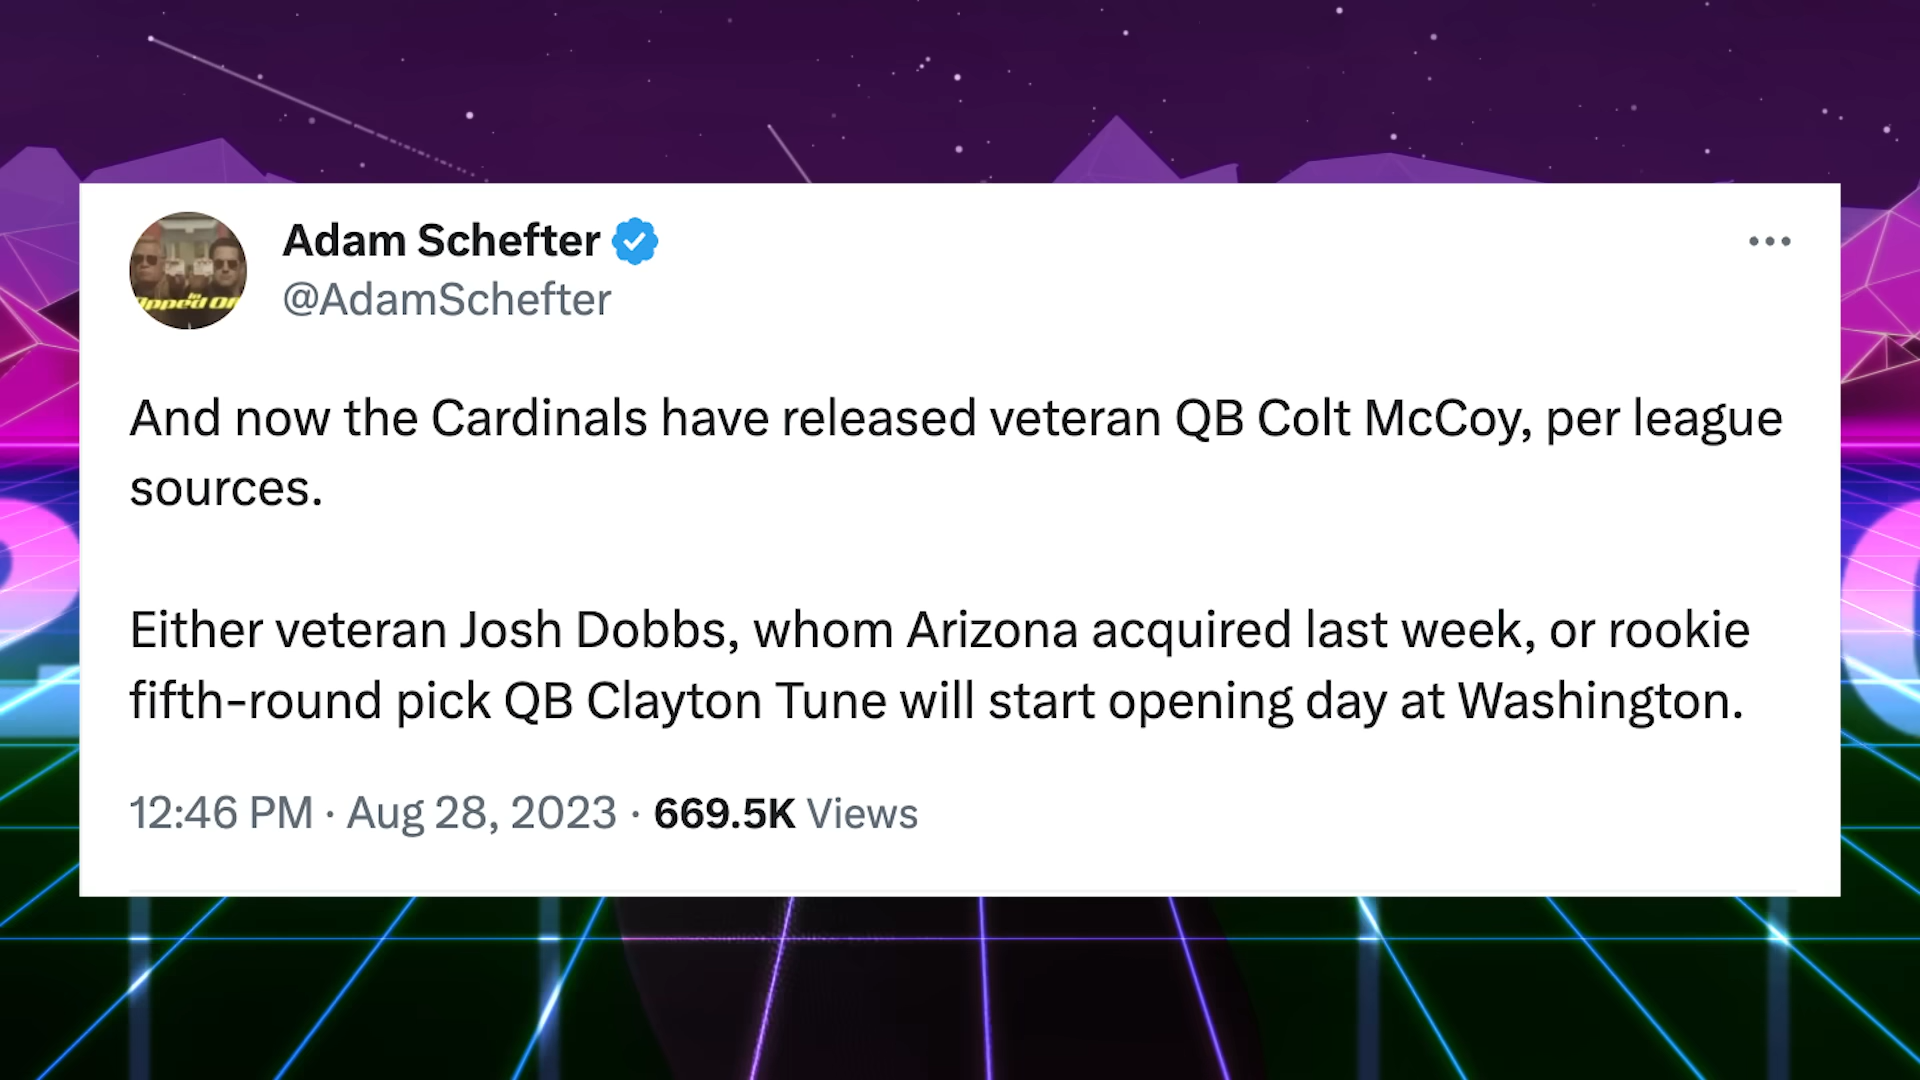 Adam Schefter
@AdamSchefter
And now the Cardinals have released veteran QB Colt McCoy, per league
sources.
Either veteran Josh Dobbs, whom Arizona acquired last week, or rookie
fifth-round pick QB Clayton Tune will start opening day at Washington.
12:46 PM · Aug 28, 2023 · 669.5K Views